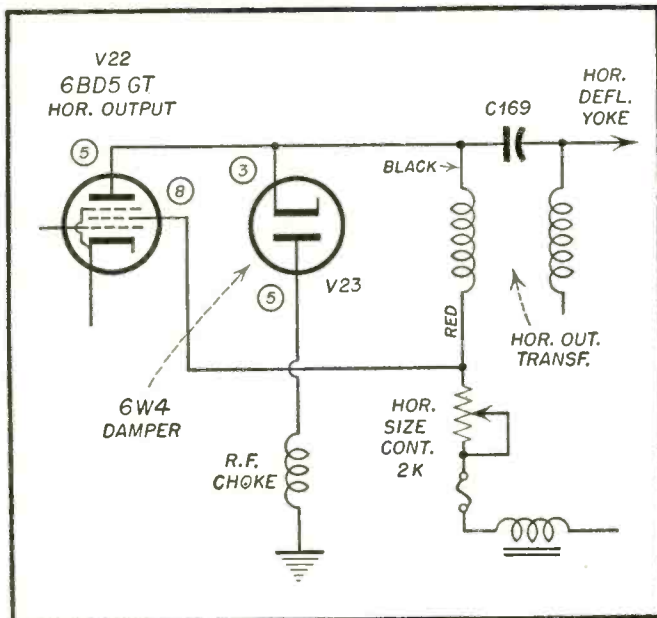 V22
6BD5 GT
HOR. OUTPUT
5
8
3
5
V23
6W4
DAMPER
R.F.
CHOKE
BLACK
C169
HOR.
DEFL.
YOKE
RED
HOR. OUT.
TRANSF.
HOR.
SIZE
CONT.
2K